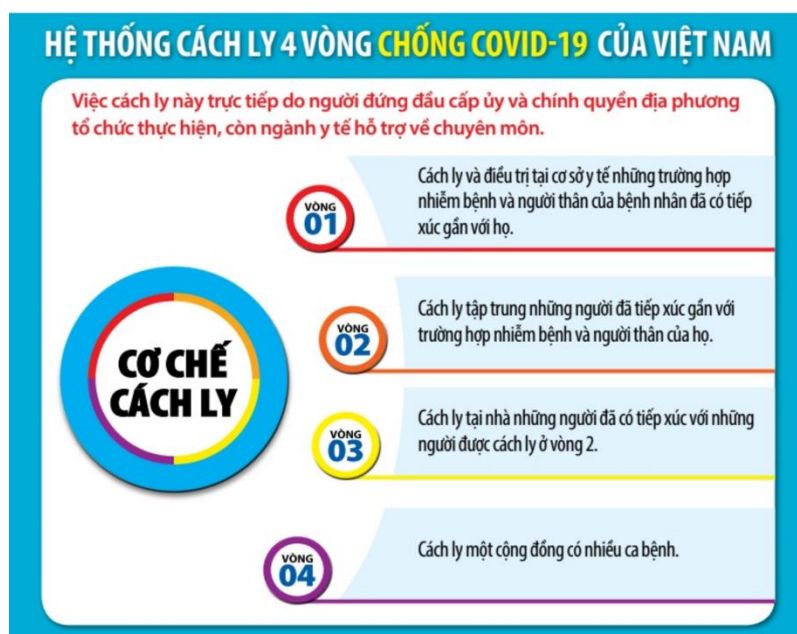 HỆ THỐNG CÁCH LY 4 VÒNG CHỐNG COVID-19 CỦA VIỆT NAM
Việc cách ly này trực tiếp do người đứng đầu cấp ủy và chính quyền địa phương
tổ chức thực hiện, còn ngành y tế hỗ trợ về chuyên môn.
CƠ CHẾ
CÁCH LY
VÒNG
01
Cách ly và điều trị tại cơ sở y tế những trường hợp
nhiễm bệnh và người thân của bệnh nhân đã có tiếp
xúc gần với họ.
VÒNG
02
Cách ly tập trung những người đã tiếp xúc gần với
trường hợp nhiễm bệnh và người thân của họ.
VÒNG
03
Cách ly tại nhà những người đã có tiếp xúc với những
người được cách ly ở vòng 2.
VÒNG
04
Cách ly một cộng đồng có nhiều ca bệnh.